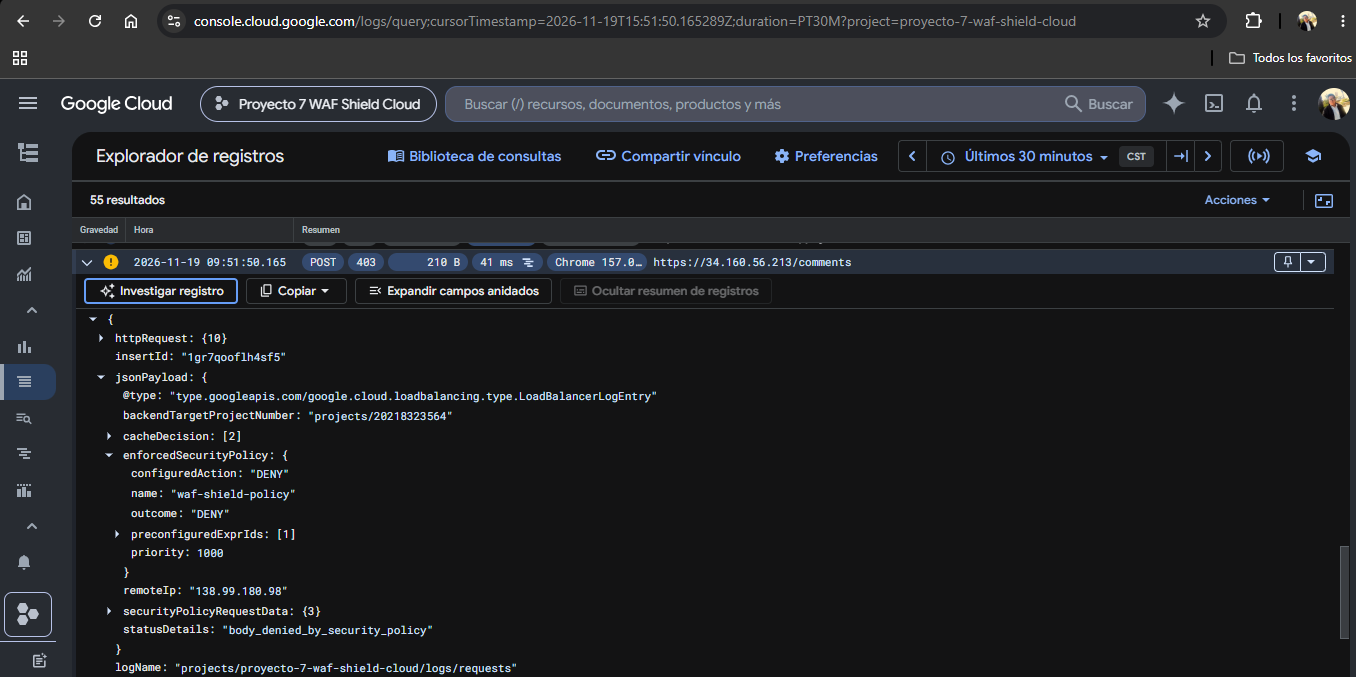 console.cloud.google.com/logs/query;cursorTimestamp=2026-11-19T15:51:50.165289Z;duration=PT30M?project=proyecto-7-waf-shield-cloud
Todos los favoritos
Google Cloud Proyecto 7 WAF Shield Cloud Buscar (/) recursos, documentos, productos y más Buscar
Explorador de registros Biblioteca de consultas Compartir vínculo Preferencias Últimos 30 minutos CST
55 resultados Acciones
Gravedad Hora Resumen
2026-11-19 09:51:50.165 POST 403 210 B 41 ms Chrome 157.0… https://34.160.56.213/comments
Investigar registro Copiar Expandir campos anidados Ocultar resumen de registros
{
httpRequest: {10}
insertId: "1gr7qooflh4sf5"
jsonPayload: {
@type: "type.googleapis.com/google.cloud.loadbalancing.type.LoadBalancerLogEntry"
backendTargetProjectNumber: "projects/20218323564"
cacheDecision: [2]
enforcedSecurityPolicy: {
configuredAction: "DENY"
name: "waf-shield-policy"
outcome: "DENY"
preconfiguredExprIds: [1]
priority: 1000
}
remoteIp: "138.99.180.98"
securityPolicyRequestData: {3}
statusDetails: "body_denied_by_security_policy"
}
logName: "projects/proyecto-7-waf-shield-cloud/logs/requests"